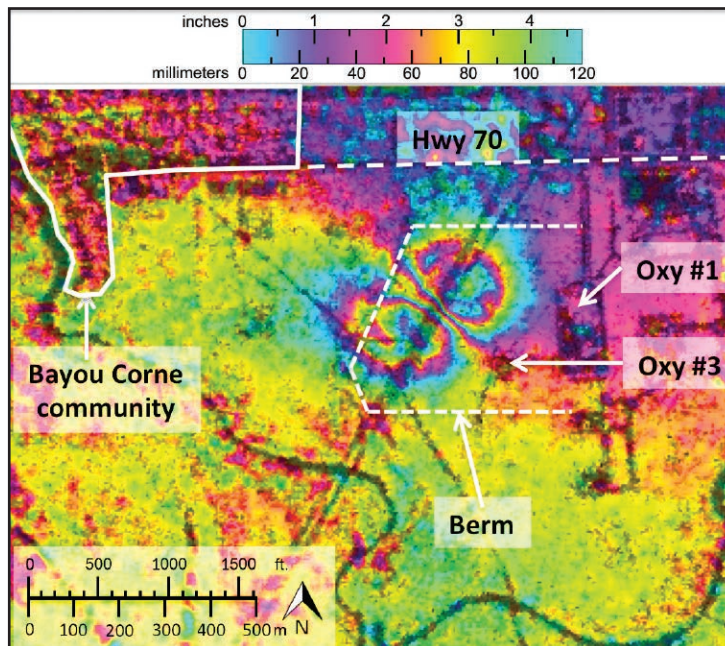 inches 0 1 2 3 4
millimeters 0 20 40 60 80 100 120
Hwy 70
Oxy #1
Oxy #3
Bayou Corne
community
Berm
0 500 1000 1500 ft.
0 100 200 300 400 500 m
N